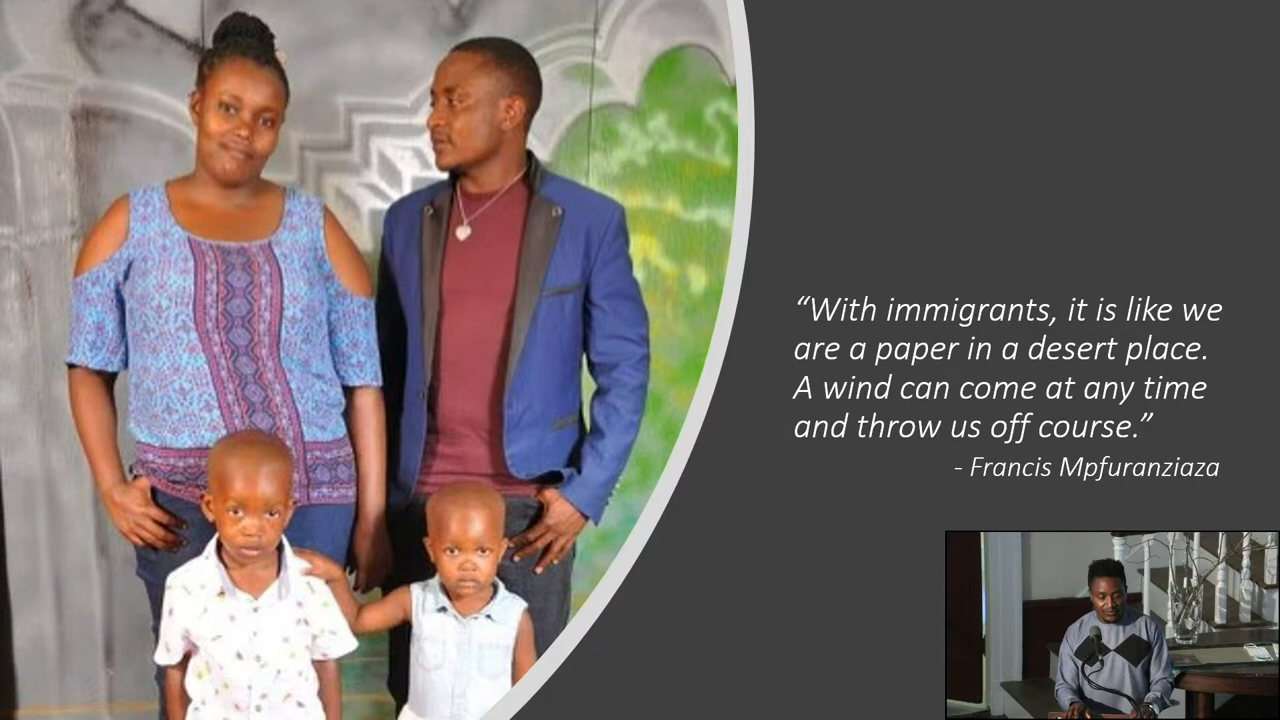 “With immigrants, it is like we
are a paper in a desert place.
A wind can come at any time
and throw us off course.”
- Francis Mpfuranziaza